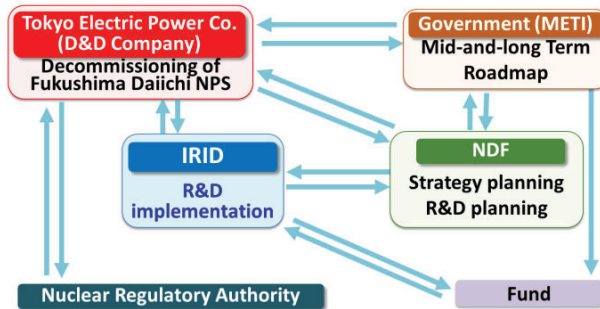 Tokyo Electric Power Co.
(D&D Company)
Decommissioning of
Fukushima Daiichi NPS
Government (METI)
Mid-and-long Term
Roadmap
IRID
R&D
implementation
NDF
Strategy planning
R&D planning
Nuclear Regulatory Authority
Fund